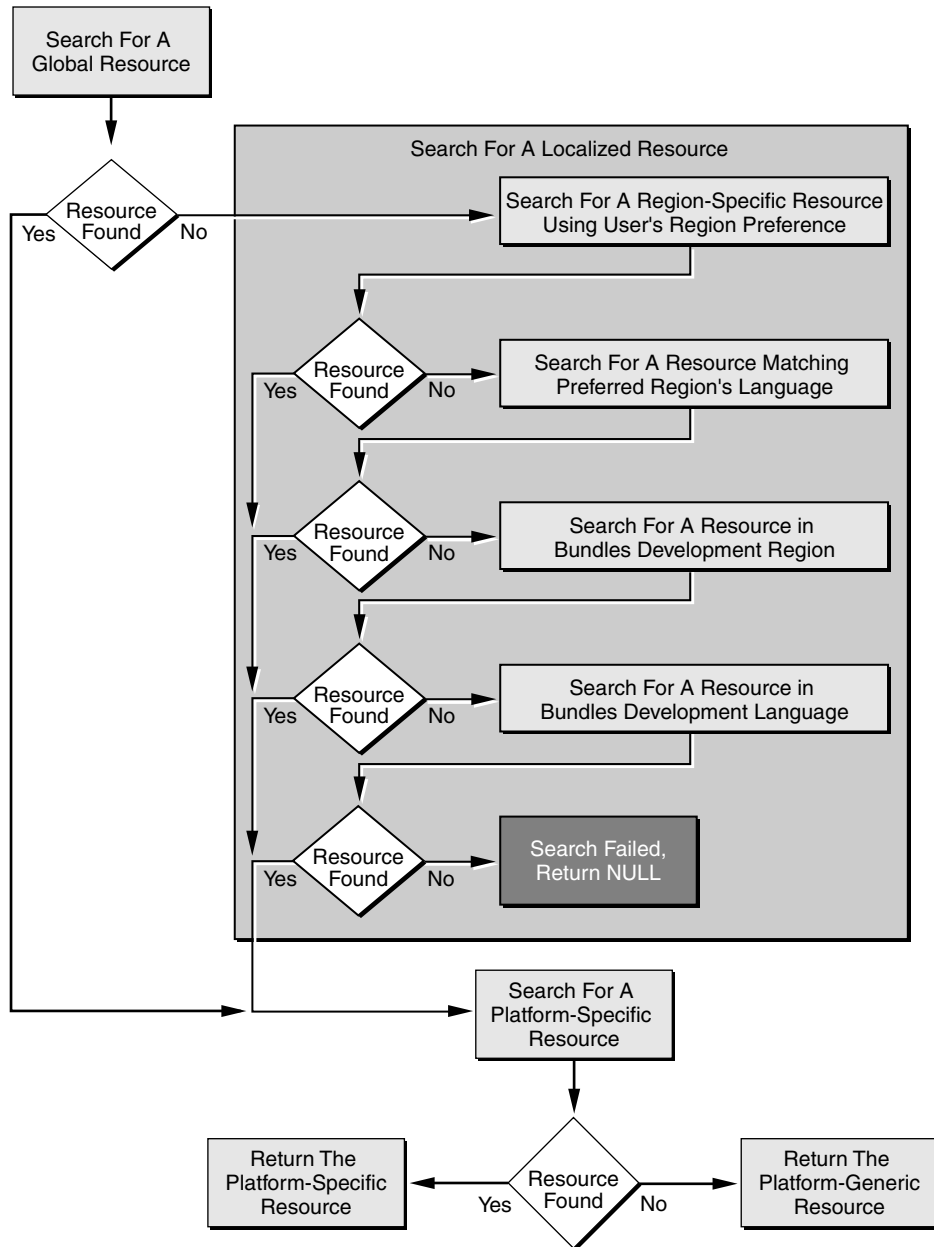 Search For A
Global Resource
Search For A Localized Resource
Resource
Found
Yes
No
Search For A Region-Specific Resource
Using User's Region Preference
Resource
Found
Yes
No
Search For A Resource Matching
Preferred Region's Language
Resource
Found
Yes
No
Search For A Resource in
Bundles Development Region
Resource
Found
Yes
No
Search For A Resource in
Bundles Development Language
Resource
Found
Yes
No
Search Failed,
Return NULL
Search For A
Platform-Specific
Resource
Return The
Platform-Specific
Resource
Yes
Resource
Found
No
Return The
Platform-Generic
Resource